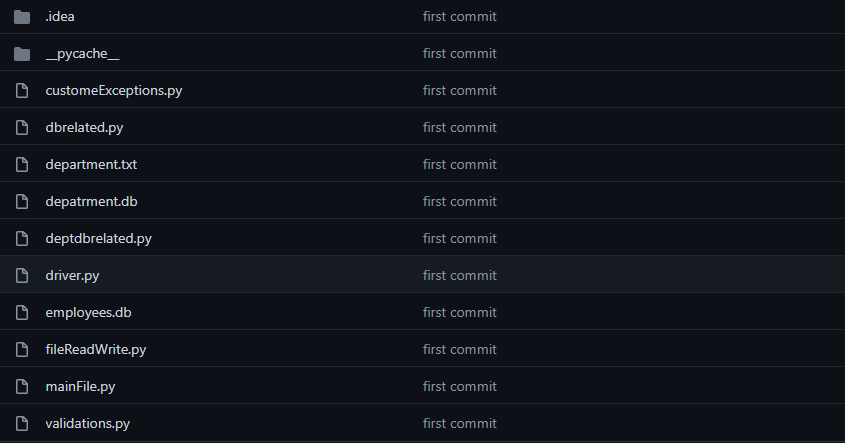 .idea first commit
__pycache__ first commit
customeExceptions.py first commit
dbrelated.py first commit
department.txt first commit
depatrment.db first commit
deptdbrelated.py first commit
driver.py first commit
employees.db first commit
fileReadWrite.py first commit
mainFile.py first commit
validations.py first commit